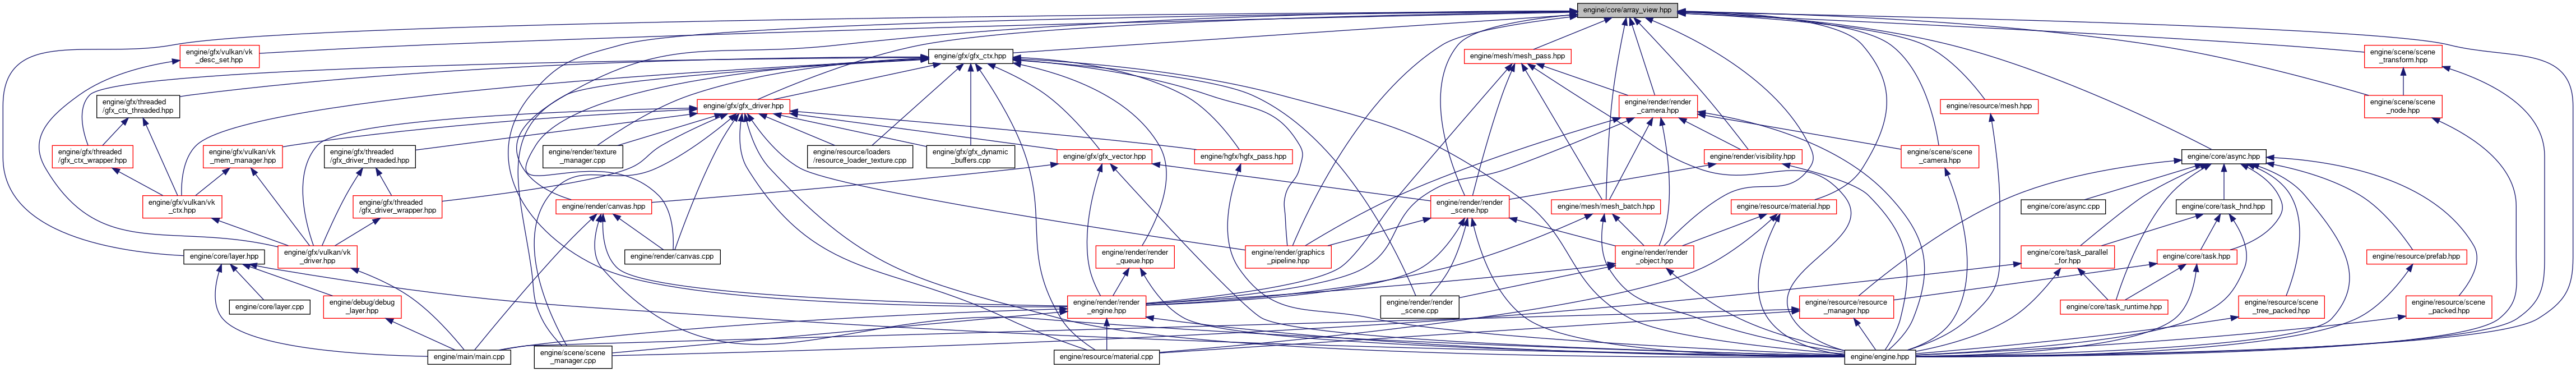 engine/core/array_view.hpp
engine/gfx/vulkan/vk
_desc_set.hpp
engine/gfx/gfx_ctx.hpp
engine/mesh/mesh_pass.hpp
engine/scene/scene
_transform.hpp
engine/gfx/threaded
/gfx_ctx_threaded.hpp
engine/gfx/gfx_driver.hpp
engine/render/render
_camera.hpp
engine/resource/mesh.hpp
engine/scene/scene
_node.hpp
engine/gfx/threaded
/gfx_ctx_wrapper.hpp
engine/gfx/vulkan/vk
_mem_manager.hpp
engine/gfx/threaded
/gfx_driver_threaded.hpp
engine/render/texture
_manager.cpp
engine/resource/loaders
/resource_loader_texture.cpp
engine/gfx/gfx_dynamic
_buffers.cpp
engine/gfx/gfx_vector.hpp
engine/hgfx/hgfx_pass.hpp
engine/render/visibility.hpp
engine/scene/scene
_camera.hpp
engine/core/async.hpp
engine/gfx/vulkan/vk
_ctx.hpp
engine/gfx/threaded
/gfx_driver_wrapper.hpp
engine/render/canvas.hpp
engine/render/render
_scene.hpp
engine/mesh/mesh_batch.hpp
engine/resource/material.hpp
engine/core/async.cpp
engine/core/task_hnd.hpp
engine/core/layer.hpp
engine/gfx/vulkan/vk
_driver.hpp
engine/render/canvas.cpp
engine/render/render
_queue.hpp
engine/render/graphics
_pipeline.hpp
engine/render/render
_object.hpp
engine/core/task_parallel
_for.hpp
engine/core/task.hpp
engine/resource/prefab.hpp
engine/core/layer.cpp
engine/debug/debug
_layer.hpp
engine/render/render
_engine.hpp
engine/render/render
_scene.cpp
engine/resource/resource
_manager.hpp
engine/core/task_runtime.hpp
engine/resource/scene
_tree_packed.hpp
engine/resource/scene
_packed.hpp
engine/main/main.cpp
engine/scene/scene
_manager.cpp
engine/resource/material.cpp
engine/engine.hpp